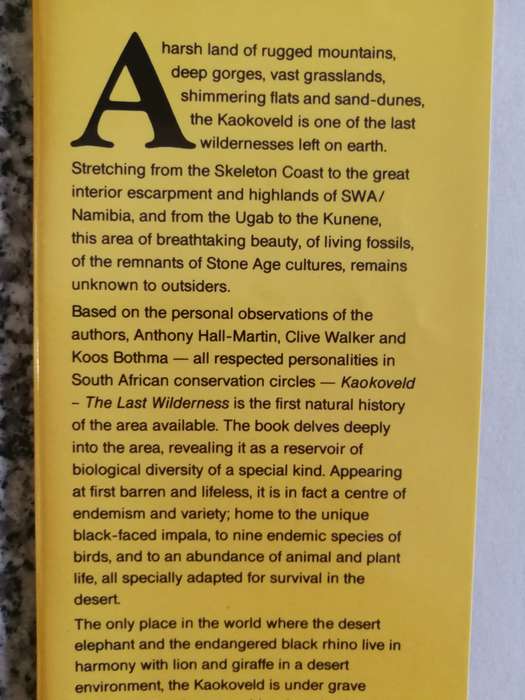 A harsh land of rugged mountains,
deep gorges, vast grasslands,
shimmering flats and sand-dunes,
the Kaokoveld is one of the last
wildernesses left on earth.
Stretching from the Skeleton Coast to the great
interior escarpment and highlands of SWA/
Namibia, and from the Ugab to the Kunene,
this area of breathtaking beauty, of living fossils,
of the remnants of Stone Age cultures, remains
unknown to outsiders.
Based on the personal observations of the
authors, Anthony Hall-Martin, Clive Walker and
Koos Bothma — all respected personalities in
South African conservation circles — Kaokoveld
– The Last Wilderness is the first natural history
of the area available. The book delves deeply
into the area, revealing it as a reservoir of
biological diversity of a special kind. Appearing
at first barren and lifeless, it is in fact a centre of
endemism and variety; home to the unique
black-faced impala, to nine endemic species of
birds, and to an abundance of animal and plant
life, all specially adapted for survival in the
desert.
The only place in the world where the desert
elephant and the endangered black rhino live in
harmony with lion and giraffe in a desert
environment, the Kaokoveld is under grave